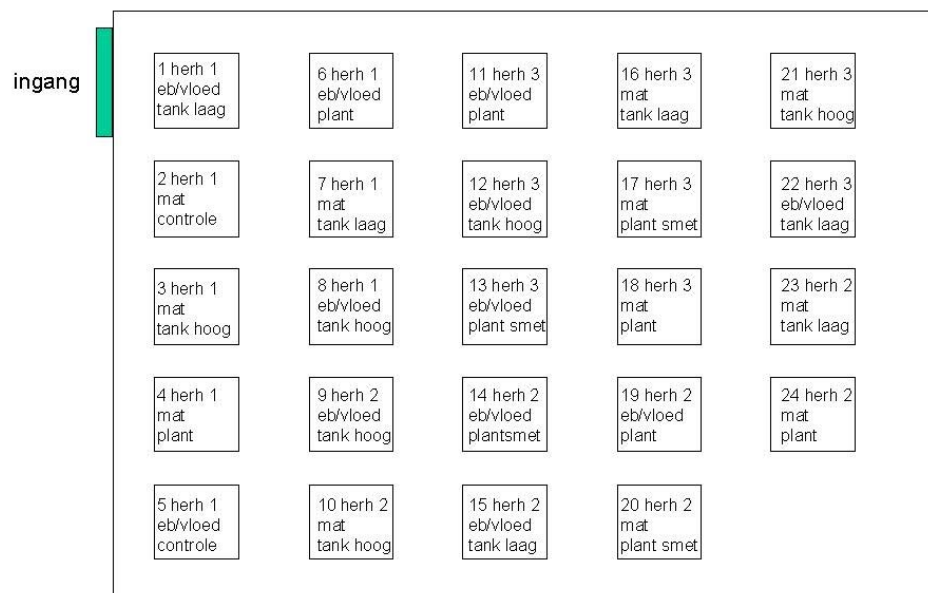 ingang
1 herh 1
eb/vloed
tank laag
2 herh 1
mat
controle
3 herh 1
mat
tank hoog
4 herh 1
mat
plant
5 herh 1
eb/vloed
controle
6 herh 1
eb/vloed
plant
7 herh 1
mat
tank laag
8 herh 1
eb/vloed
tank hoog
9 herh 2
eb/vloed
tank hoog
10 herh 2
mat
tank hoog
11 herh 3
eb/vloed
plant
12 herh 3
eb/vloed
tank hoog
13 herh 3
eb/vloed
plant smet
14 herh 2
eb/vloed
plantsmet
15 herh 2
eb/vloed
tank laag
16 herh 3
mat
tank laag
17 herh 3
mat
plant smet
18 herh 3
mat
plant
19 herh 2
eb/vloed
plant
20 herh 2
mat
plant smet
21 herh 3
mat
tank hoog
22 herh 3
eb/vloed
tank laag
23 herh 2
mat
tank laag
24 herh 2
mat
plant